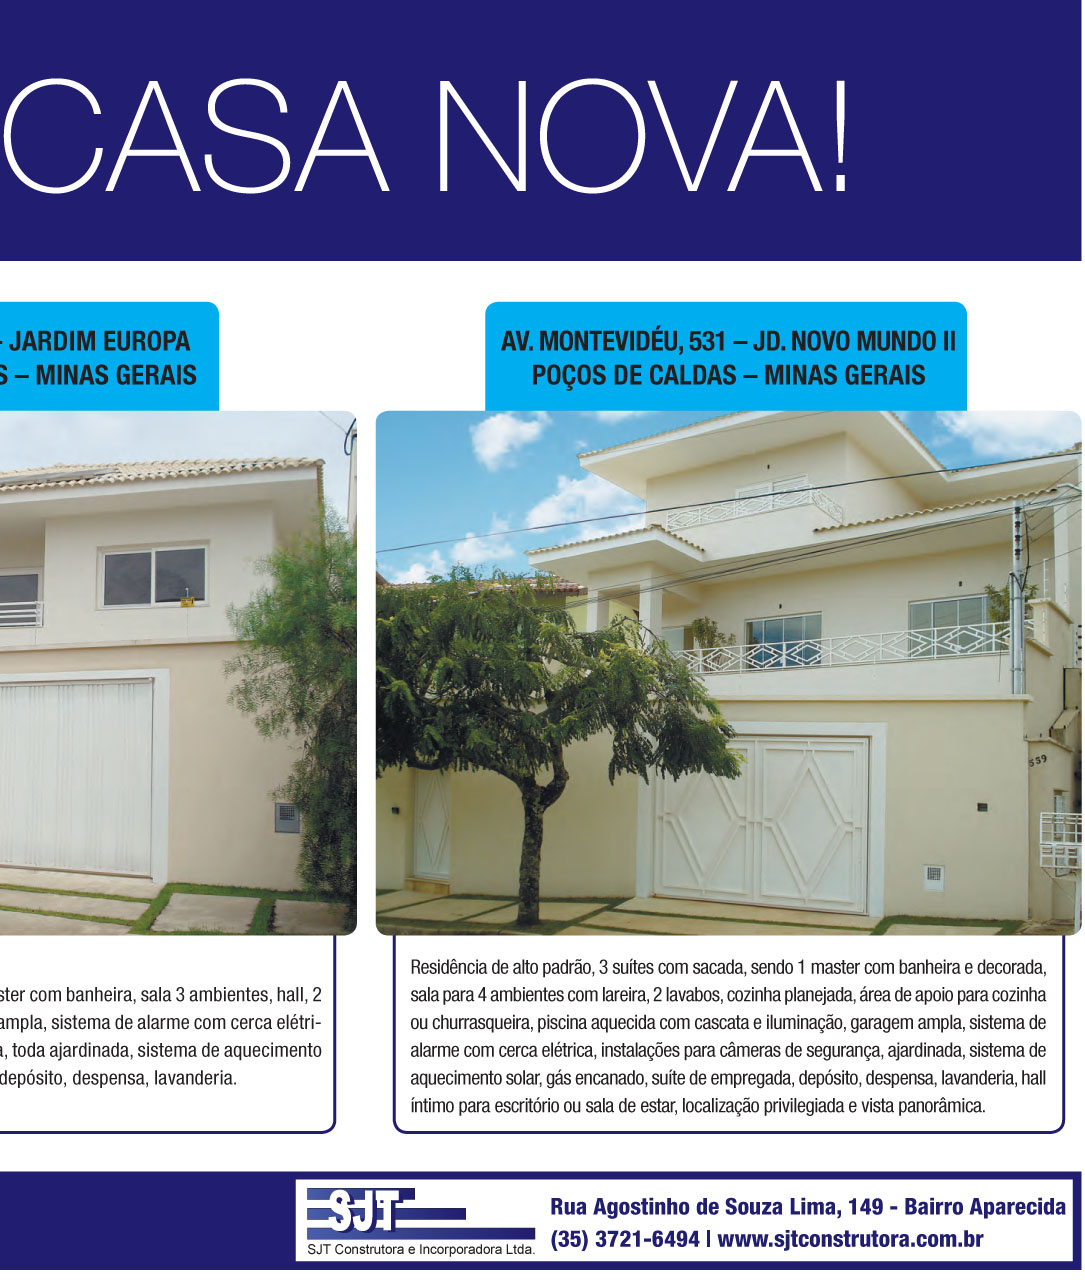 CASA NOVA!
- JARDIM EUROPA
S – MINAS GERAIS
AV. MONTEVIDÉU, 531 – JD. NOVO MUNDO II
POÇOS DE CALDAS – MINAS GERAIS
559
ster com banheira, sala 3 ambientes, hall, 2
ampla, sistema de alarme com cerca elétri-
a, toda ajardinada, sistema de aquecimento
depósito, despensa, lavanderia.
Residência de alto padrão, 3 suítes com sacada, sendo 1 master com banheira e decorada,
sala para 4 ambientes com lareira, 2 lavabos, cozinha planejada, área de apoio para cozinha
ou churrasqueira, piscina aquecida com cascata e iluminação, garagem ampla, sistema de
alarme com cerca elétrica, instalações para câmeras de segurança, ajardinada, sistema de
aquecimento solar, gás encanado, suíte de empregada, depósito, despensa, lavanderia, hall
íntimo para escritório ou sala de estar, localização privilegiada e vista panorâmica.
SJT
SJT Construtora e Incorporadora Ltda.
Rua Agostinho de Souza Lima, 149 - Bairro Aparecida
(35) 3721-6494 | www.sjtconstrutora.com.br